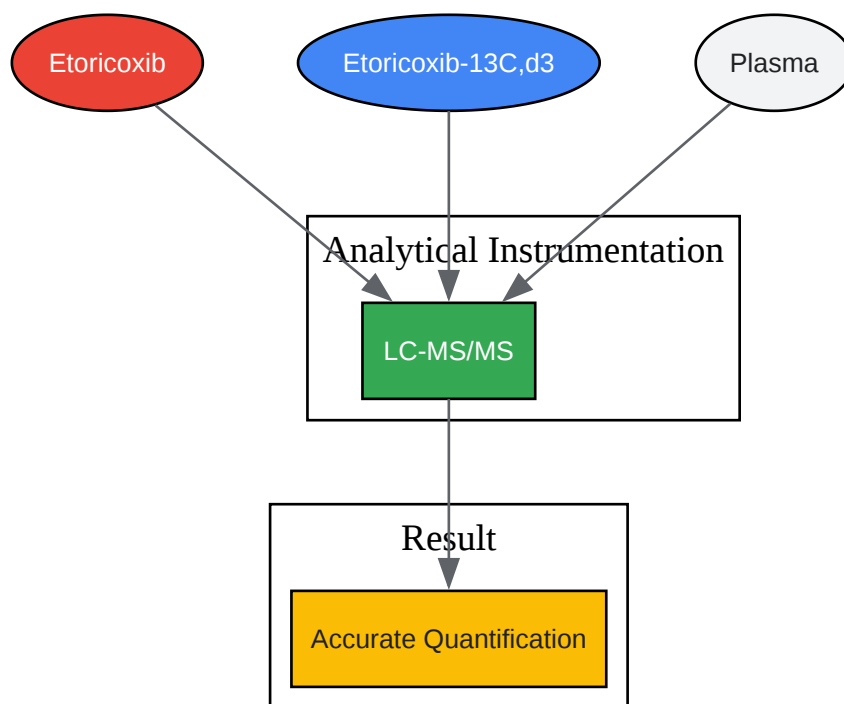 Etoricoxib
Etoricoxib-13C,d3
Plasma
Analytical Instrumentation
LC-MS/MS
Result
Accurate Quantification